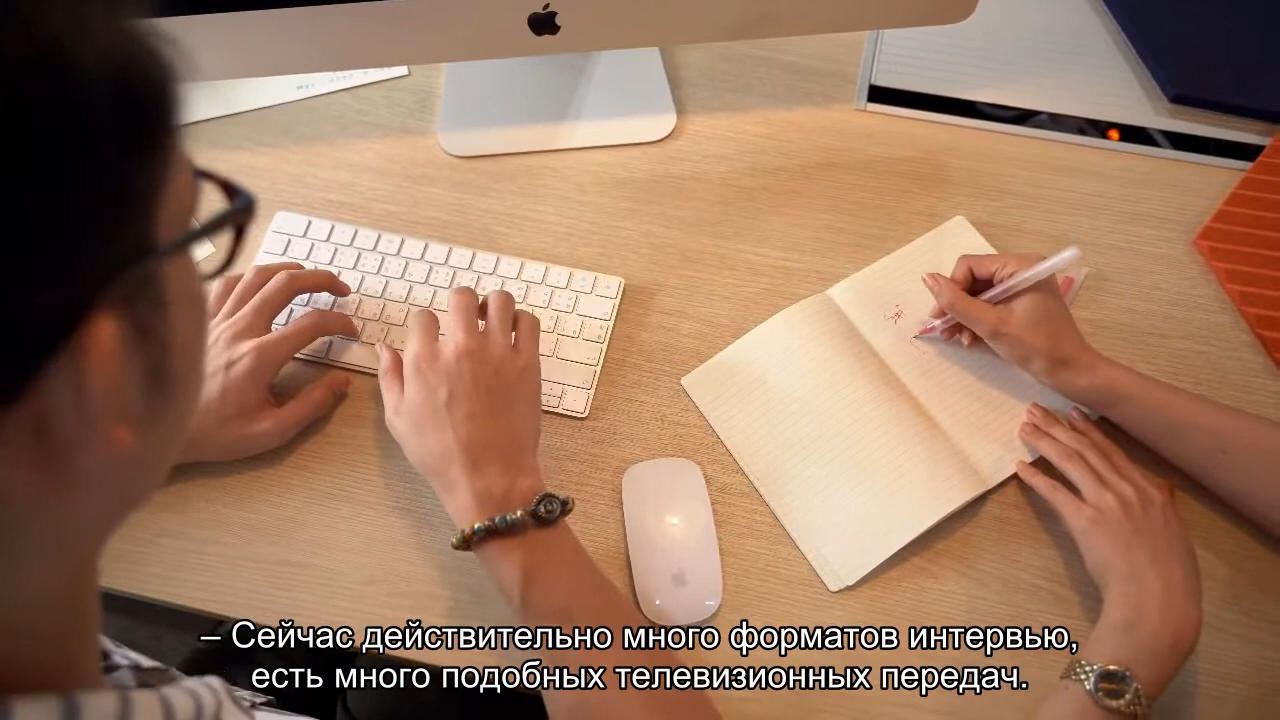 – Сейчас действительно много форматов интервью,
есть много подобных телевизионных передач.